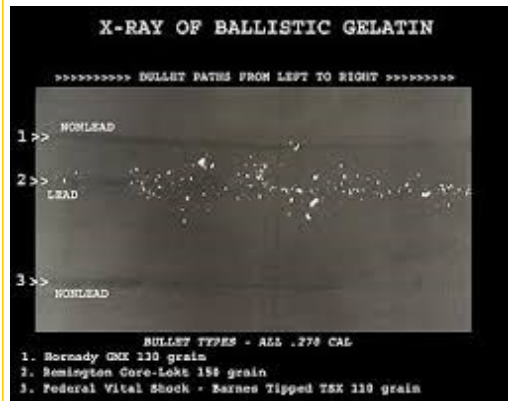 X-RAY OF BALLISTIC GELATIN
>>>>>>>>>> BULLET PATHS FROM LEFT TO RIGHT >>>>>>>>>
NONLEAD
1>>
2>>
LEAD
3>>
NONLEAD
BULLET TYPES - ALL .270 CAL
1. Hornady GMX 130 grain
2. Remington Core-Lokt 150 grain
3. Federal Vital Shock - Barnes Tipped TSX 110 grain